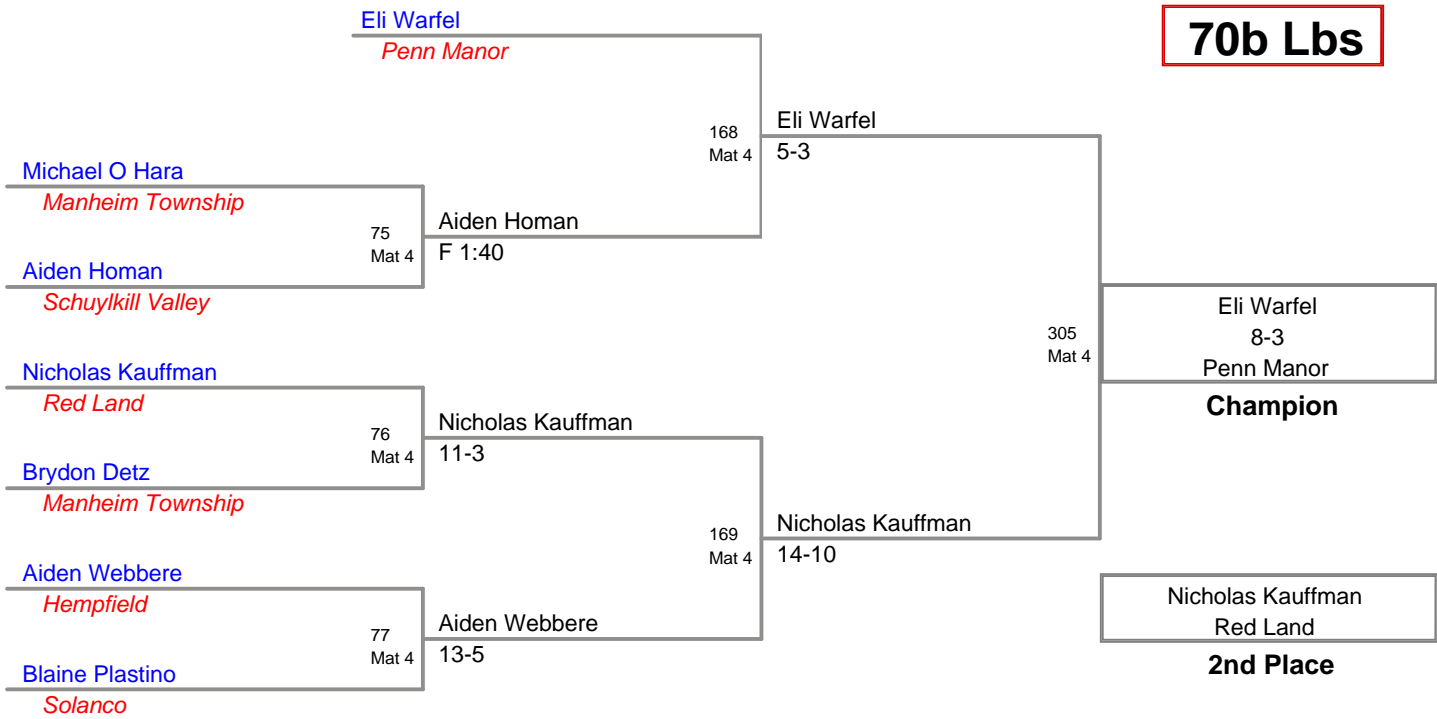 Eli Warfel
Penn Manor
70b Lbs
168
Mat 4
Eli Warfel
5-3
Michael O Hara
Manheim Township
75
Mat 4
Aiden Homan
F 1:40
Aiden Homan
Schuylkill Valley
305
Mat 4
Eli Warfel
8-3
Penn Manor
Champion
Nicholas Kauffman
Red Land
76
Mat 4
Nicholas Kauffman
11-3
Brydon Detz
Manheim Township
169
Mat 4
Nicholas Kauffman
14-10
Aiden Webbere
Hempfield
77
Mat 4
Aiden Webbere
13-5
Nicholas Kauffman
Red Land
2nd Place
Blaine Plastino
Solanco